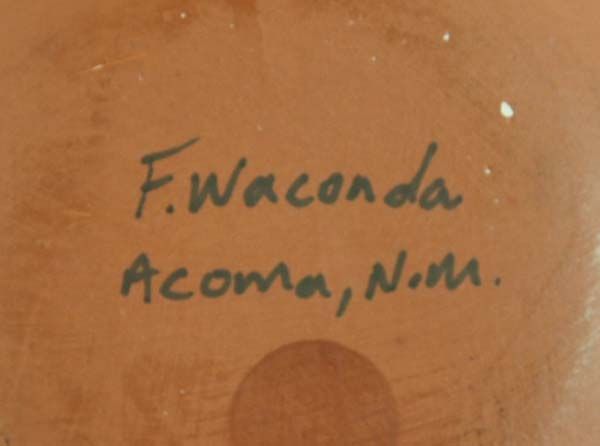 F. Waconda
Acoma, N.M.